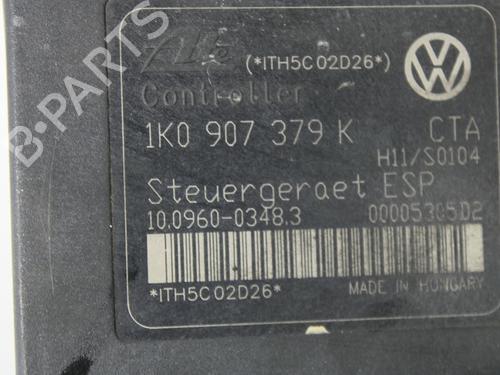 Ate (*ITH5C02D26*)
Controller
1K0 907 379 K CTA
H11/S0104
Steuergeraet ESP
10.0960-0348.3 00005305D2
*ITH5C02D26* MADE IN HUNGARY
B-PARTS